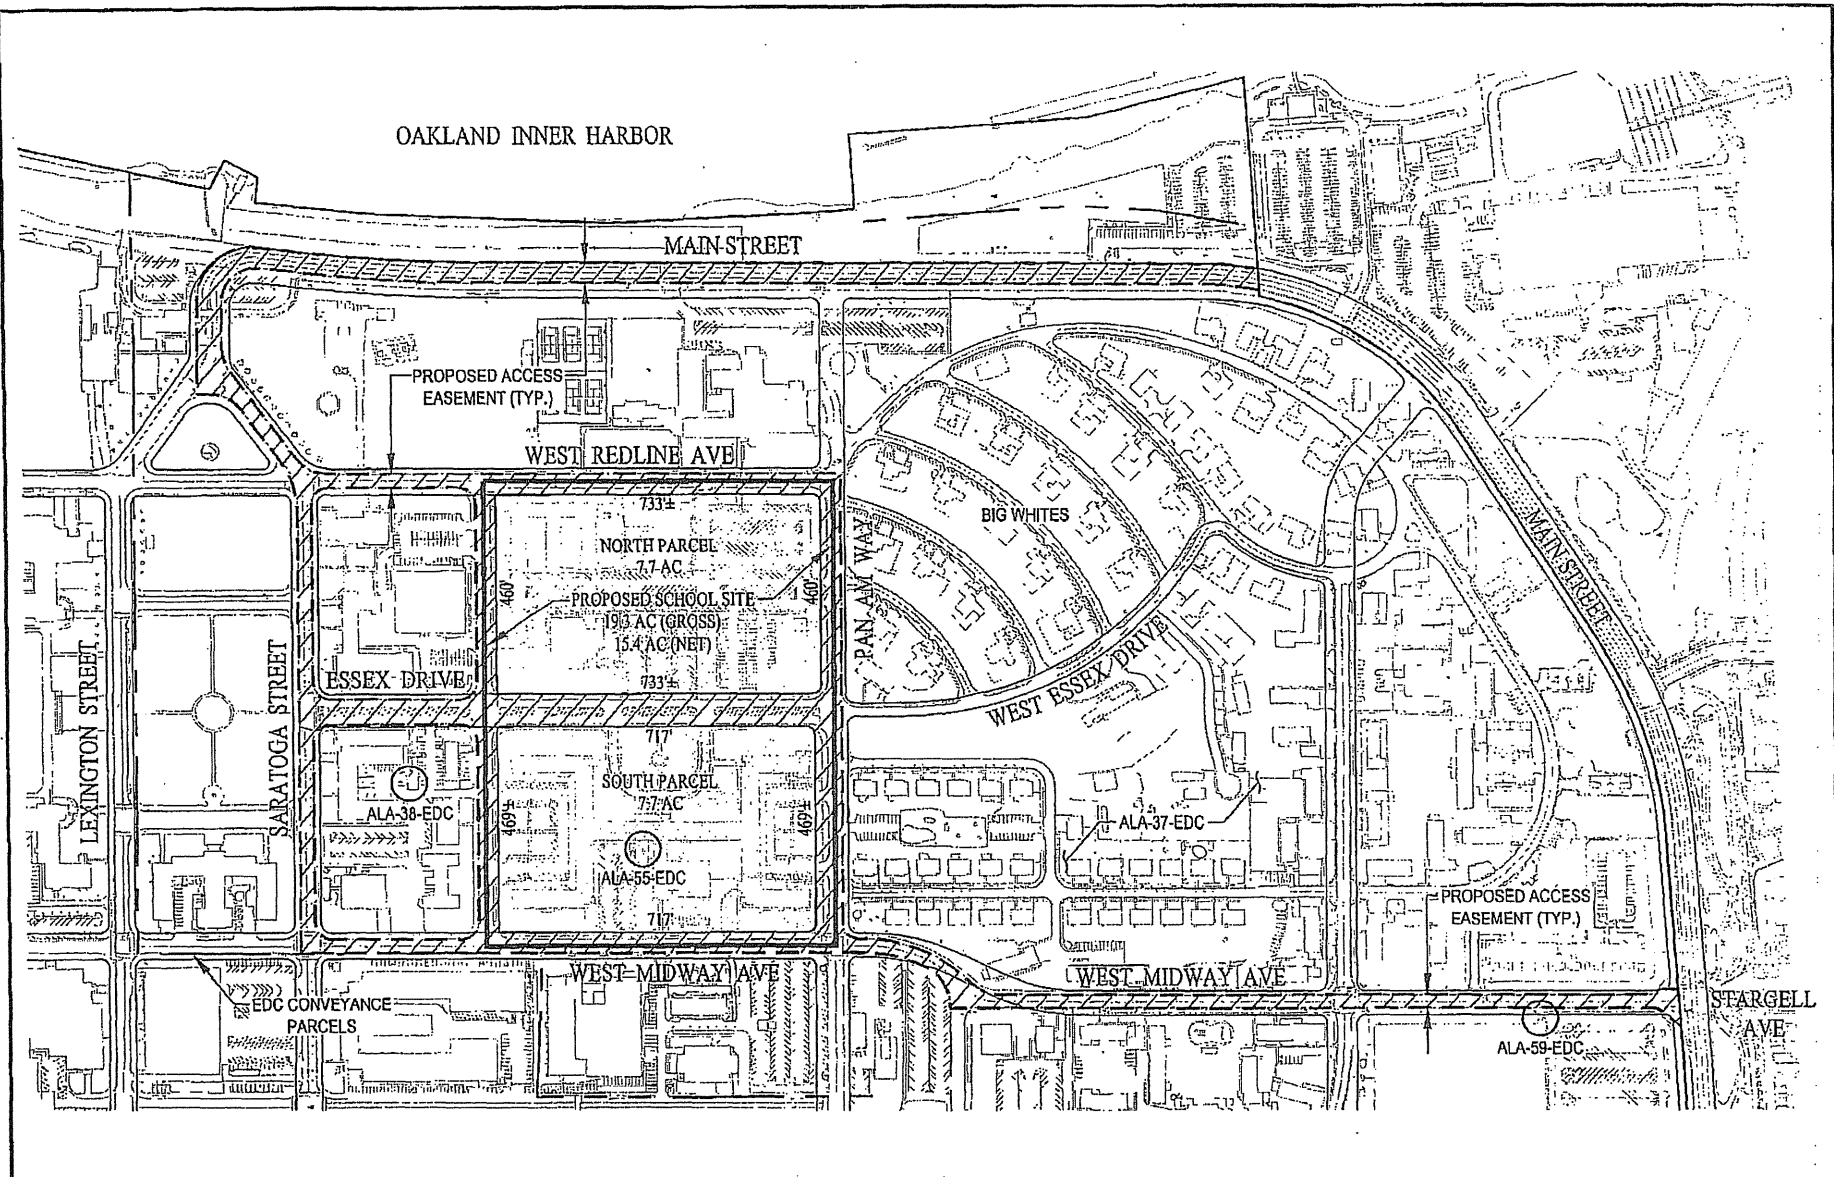 OAKLAND INNER HARBOR
MAIN STREET
PROPOSED ACCESS
EASEMENT (TYP.)
WEST REDLINE AVE
733'±
NORTH PARCEL
7.7 AC
460'
460'
PROPOSED SCHOOL SITE
19.3 AC (GROSS)
15.4 AC (NET)
733'±
PAN AM WAY
BIG WHITES
MAIN STREET
LEXINGTON STREET
SARATOGA STREET
ESSEX DRIVE
WEST ESSEX DRIVE
717'
SOUTH PARCEL
7.7 AC
469'±
469'±
ALA-38-EDC
ALA-55-EDC
717'
ALA-37-EDC
PROPOSED ACCESS
EASEMENT (TYP.)
WEST MIDWAY AVE
WEST MIDWAY AVE
EDC CONVEYANCE
PARCELS
STARGELL
AVE
ALA-59-EDC